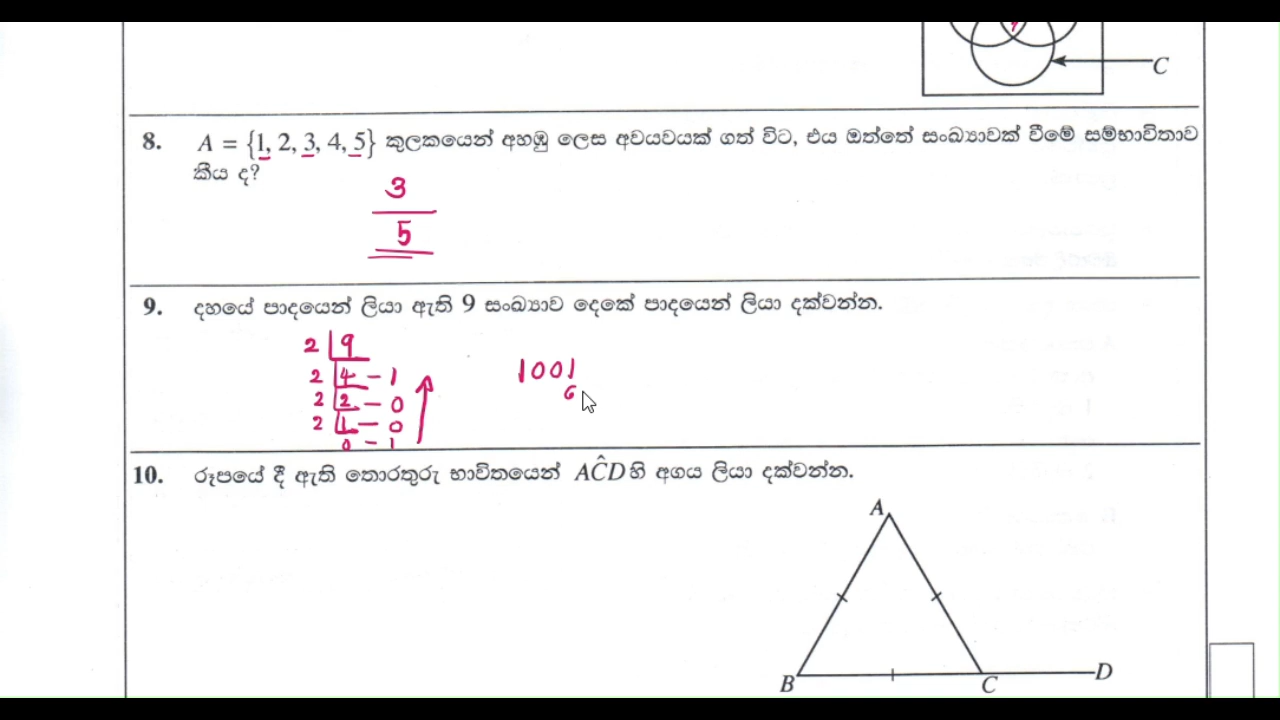 C
8. A = {1, 2, 3, 4, 5} කුලකයෙන් අහඹු ලෙස අවයවයක් ගත් විට, එය ඔත්තේ සංඛ්‍යාවක් වීමේ සම්භාවිතාව
කීය ද?
3
5
9. දහයේ පාදයෙන් ලියා ඇති 9 සංඛ්‍යාව දෙකේ පාදයෙන් ලියා දක්වන්න.
2 9
2 4 – 1
2 2 – 0
2 1 – 0
0 – 1
1001
10. රූපයේ දී ඇති තොරතුරු භාවිතයෙන් AĈD හි අගය ලියා දක්වන්න.
A
B C D